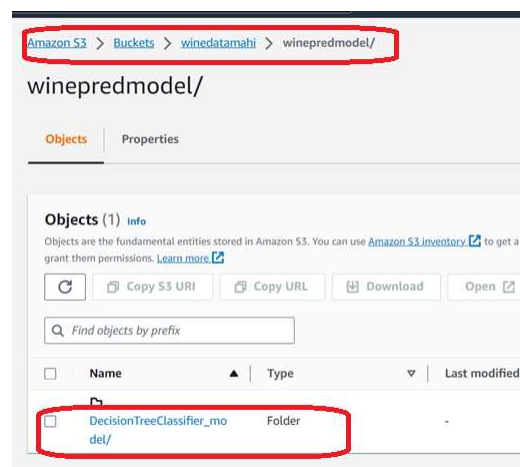 Amazon S3 > Buckets > winedatamahi > winepredmodel/
winepredmodel/
Objects Properties
Objects (1) Info
Objects are the fundamental entities stored in Amazon S3. You can use Amazon S3 inventory to get a
grant them permissions. Learn more
Copy S3 URI Copy URL Download Open
Find objects by prefix
Name Type Last modified
DecisionTreeClassifier_mo Folder -
del/